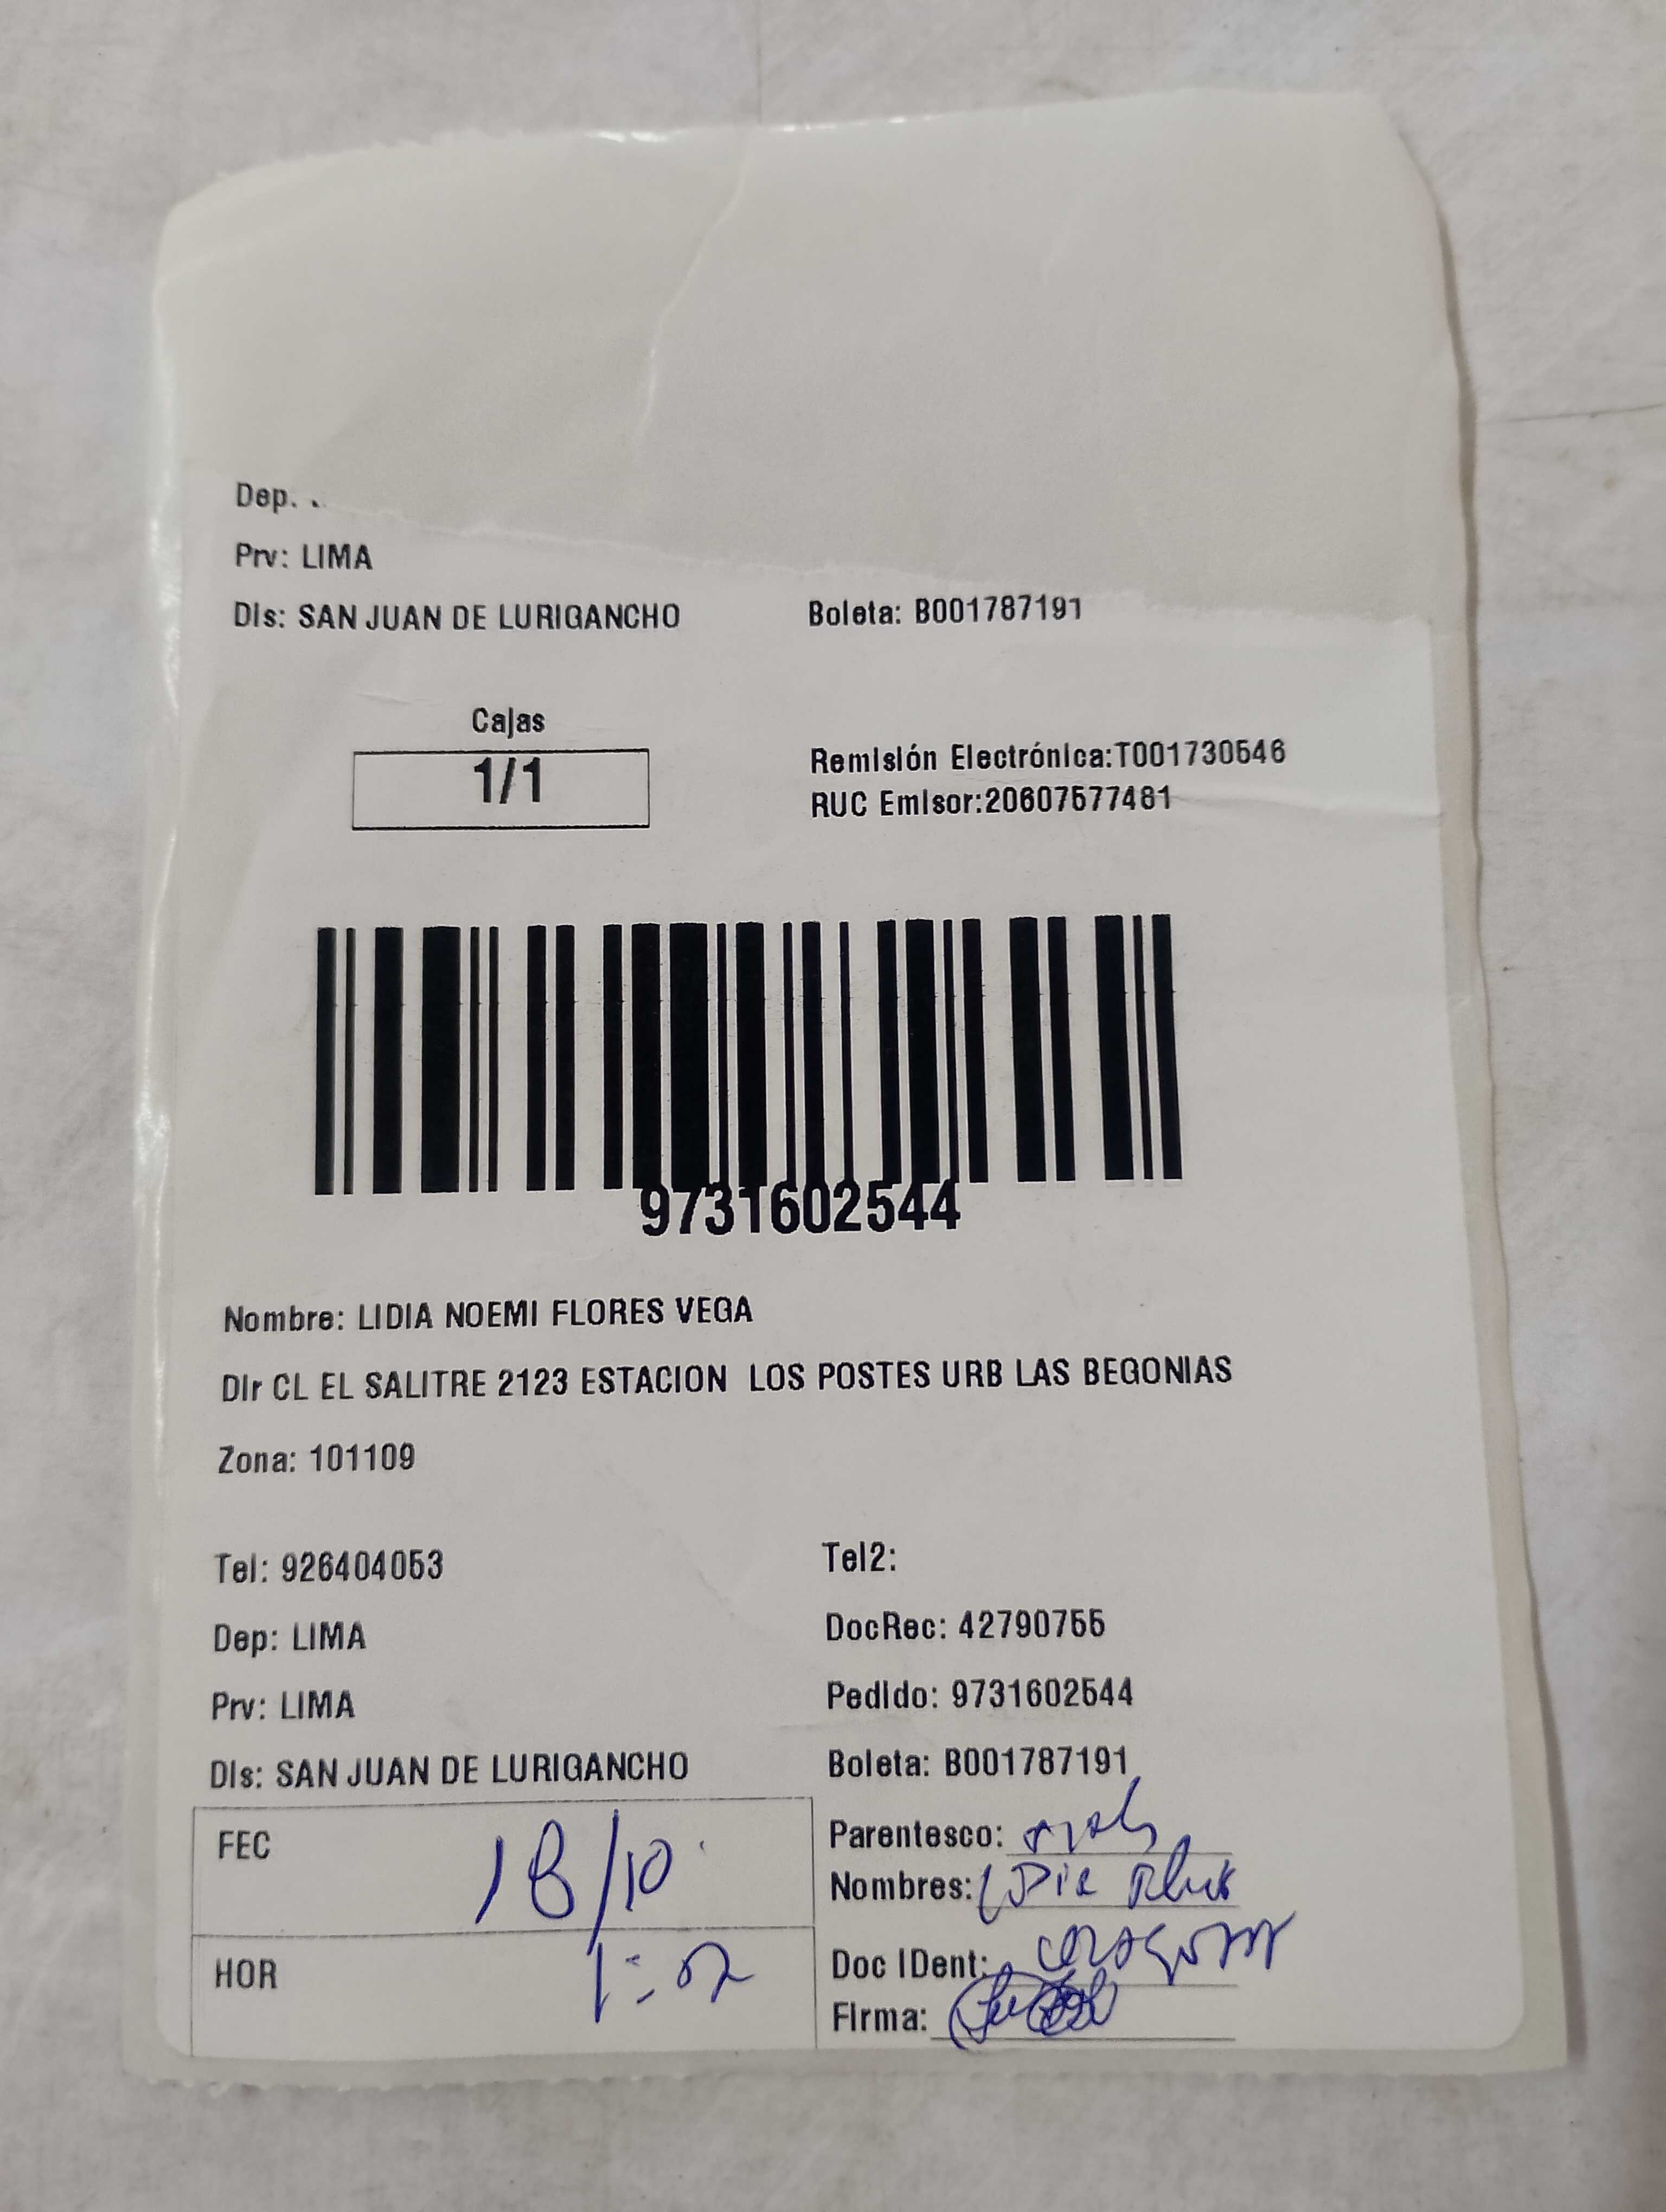 Dep.
Prv: LIMA
Dis: SAN JUAN DE LURIGANCHO
Boleta: B001787191
Cajas
1/1
Remisión Electrónica:T001730546
RUC Emisor:20607577481
9731602544
Nombre: LIDIA NOEMI FLORES VEGA
Dir CL EL SALITRE 2123 ESTACION LOS POSTES URB LAS BEGONIAS
Zona: 101109
Tel: 926404053
Tel2:
Dep: LIMA
DocRec: 42790755
Prv: LIMA
Pedido: 9731602544
Dis: SAN JUAN DE LURIGANCHO
Boleta: B001787191
FEC 18/10
Parentesco:
Nombres:
HOR 1:02
Doc IDent:
Firma: